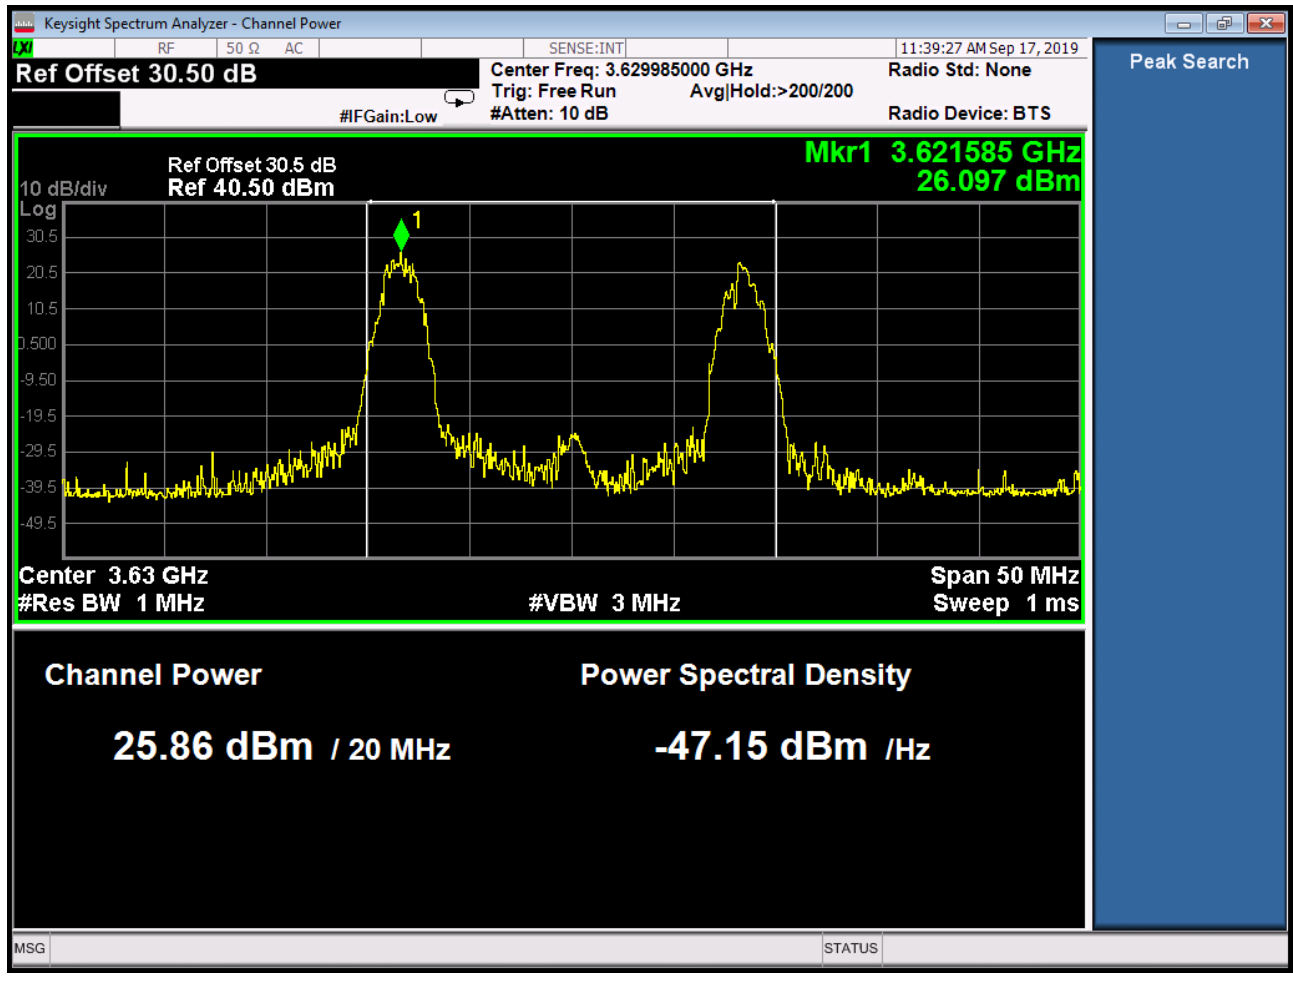 Keysight Spectrum Analyzer - Channel Power
LXI RF 50 Ω AC SENSE:INT 11:39:27 AM Sep 17, 2019
Ref Offset 30.50 dB
Center Freq: 3.629985000 GHz
Radio Std: None
Trig: Free Run Avg|Hold:>200/200
#IFGain:Low #Atten: 10 dB
Radio Device: BTS
Peak Search
Mkr1 3.621585 GHz
26.097 dBm
Ref Offset 30.5 dB
10 dB/div Ref 40.50 dBm
Log
1
30.5
20.5
10.5
0.500
-9.50
-19.5
-29.5
-39.5
-49.5
Center 3.63 GHz Span 50 MHz
#Res BW 1 MHz #VBW 3 MHz Sweep 1 ms
Channel Power Power Spectral Density
25.86 dBm / 20 MHz -47.15 dBm /Hz
MSG STATUS